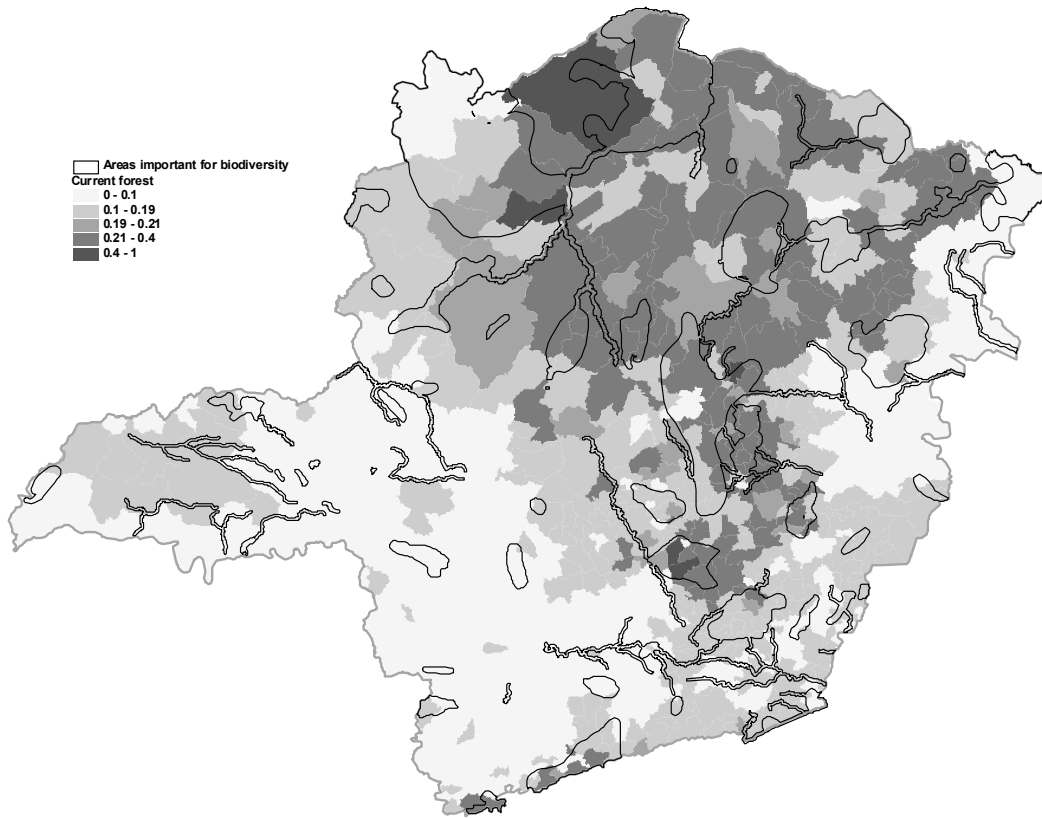 Areas important for biodiversity
Current forest
0 - 0.1
0.1 - 0.19
0.19 - 0.21
0.21 - 0.4
0.4 - 1